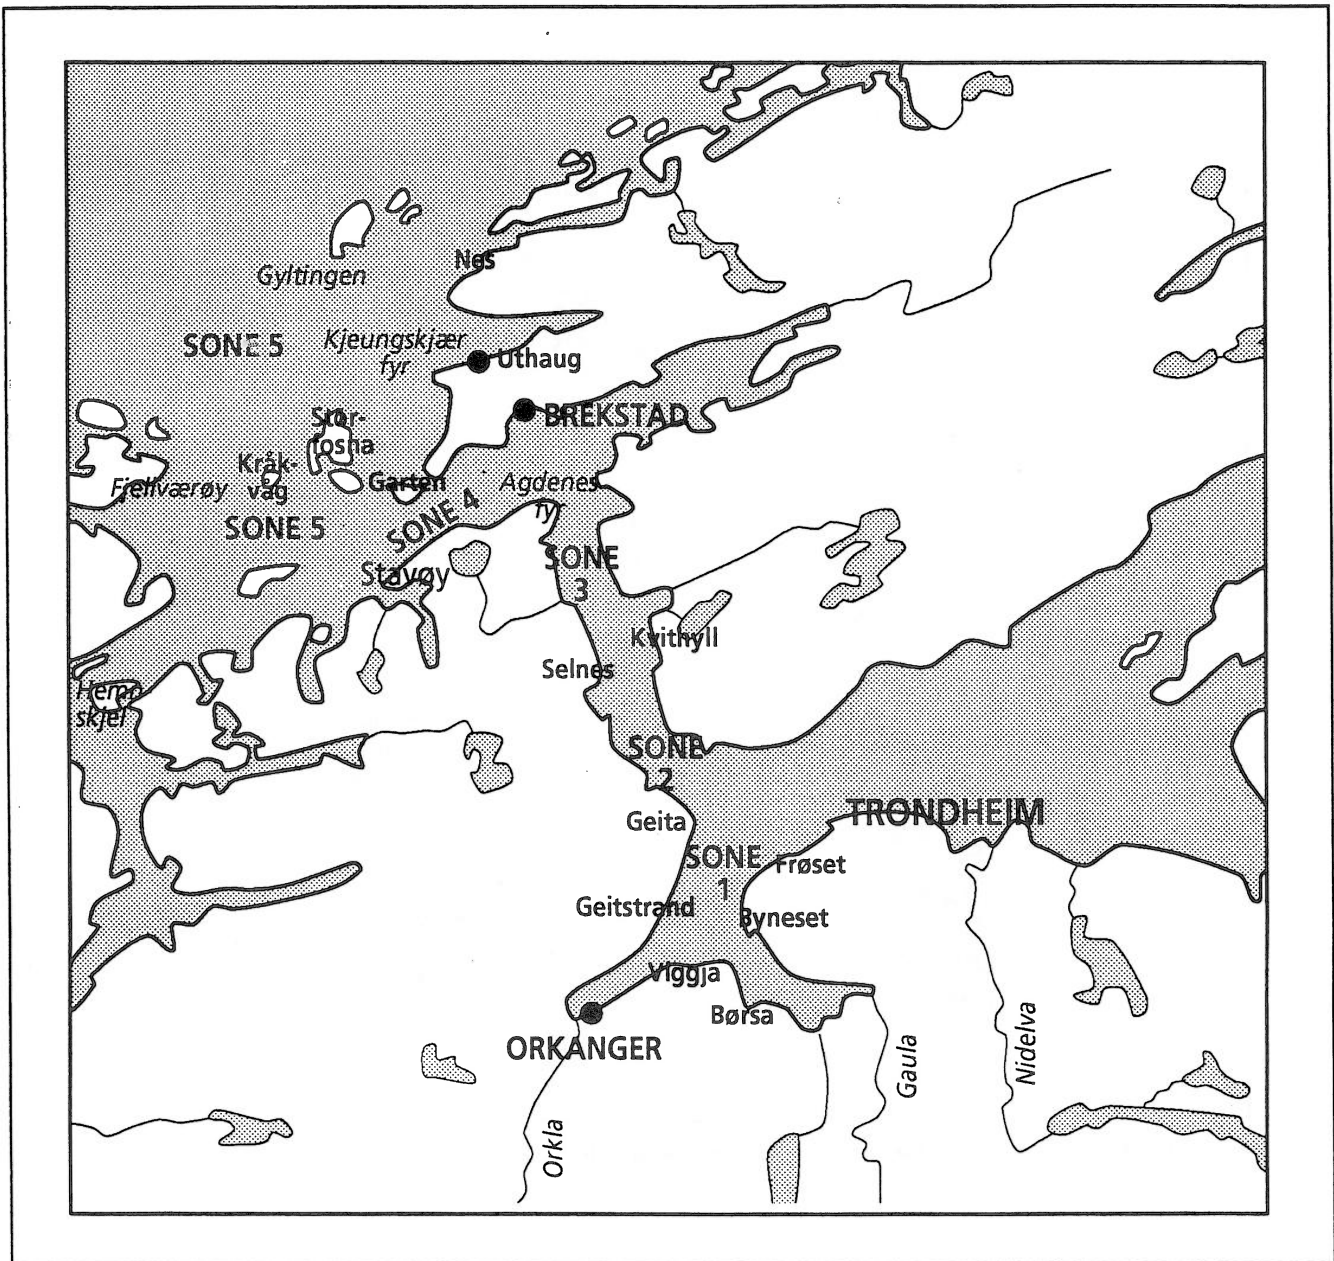 Nes
Gyltingen
SONE 5
Kjeungskjær
fyr
Uthaug
BREKSTAD
Stor-
fosna
Kråk-
våg
Fjellværøy
Garten
Agdenes
fyr
SONE 4
SONE 5
SONE
3
Stavøy
Kvithyll
Selnes
Hemn
skjel
SONE
2
Geita
TRONDHEIM
SONE
1
Frøset
Geitstrand
Byneset
Viggja
Børsa
ORKANGER
Orkla
Gaula
Nidelva